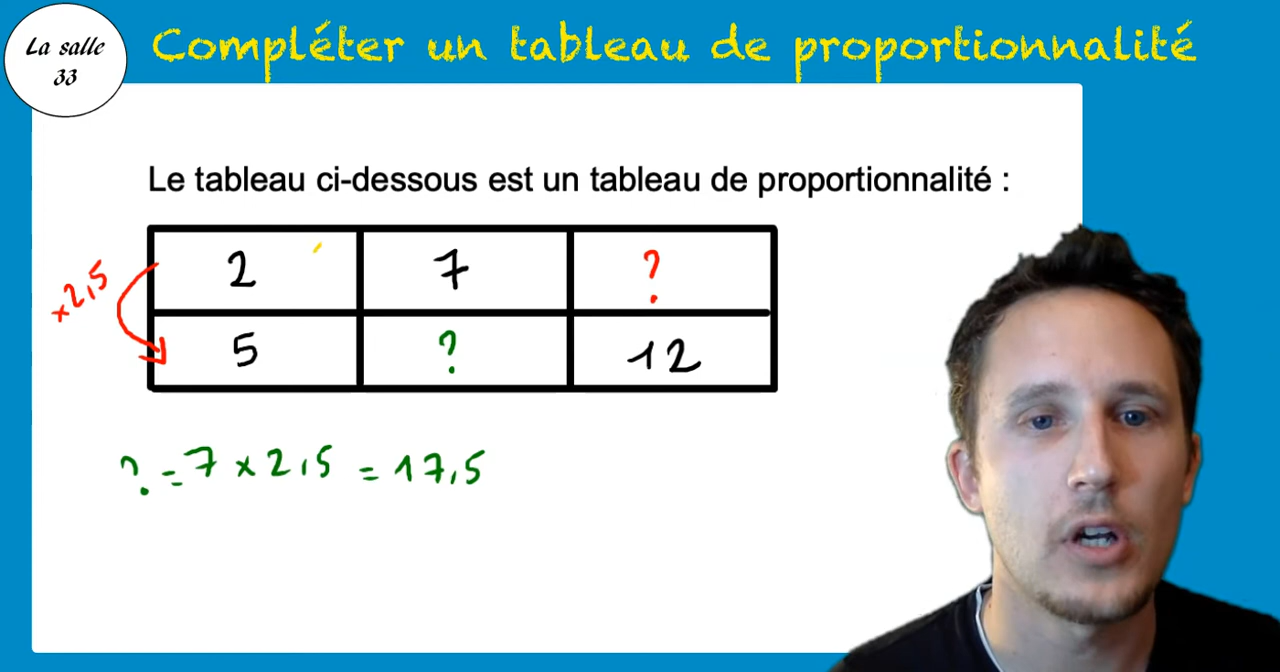 La salle
33
Compléter un tableau de proportionnalité
Le tableau ci-dessous est un tableau de proportionnalité :
×2,5
2 7 ?
5 ? 12
? = 7 × 2,5 = 17,5